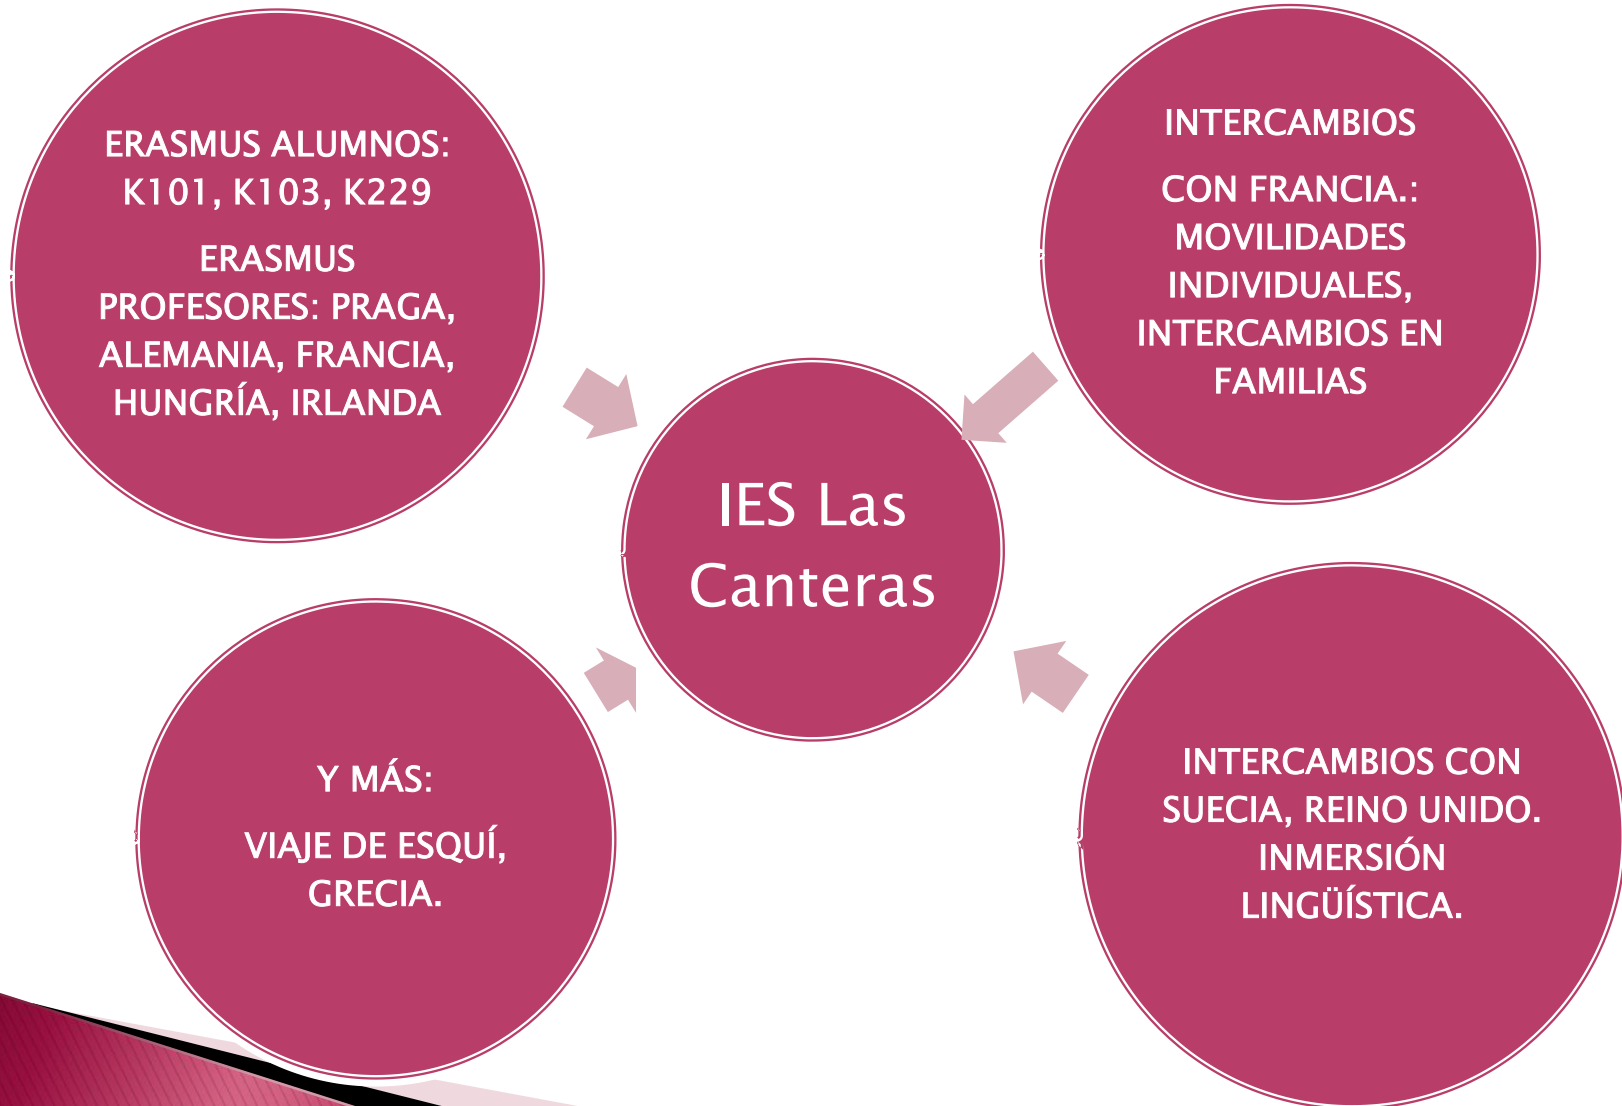 ERASMUS ALUMNOS:
K101, K103, K229
ERASMUS
PROFESORES: PRAGA,
ALEMANIA, FRANCIA,
HUNGRÍA, IRLANDA
INTERCAMBIOS
CON FRANCIA.:
MOVILIDADES
INDIVIDUALES,
INTERCAMBIOS EN
FAMILIAS
IES Las
Canteras
Y MÁS:
VIAJE DE ESQUÍ,
GRECIA.
INTERCAMBIOS CON
SUECIA, REINO UNIDO.
INMERSIÓN
LINGÜÍSTICA.